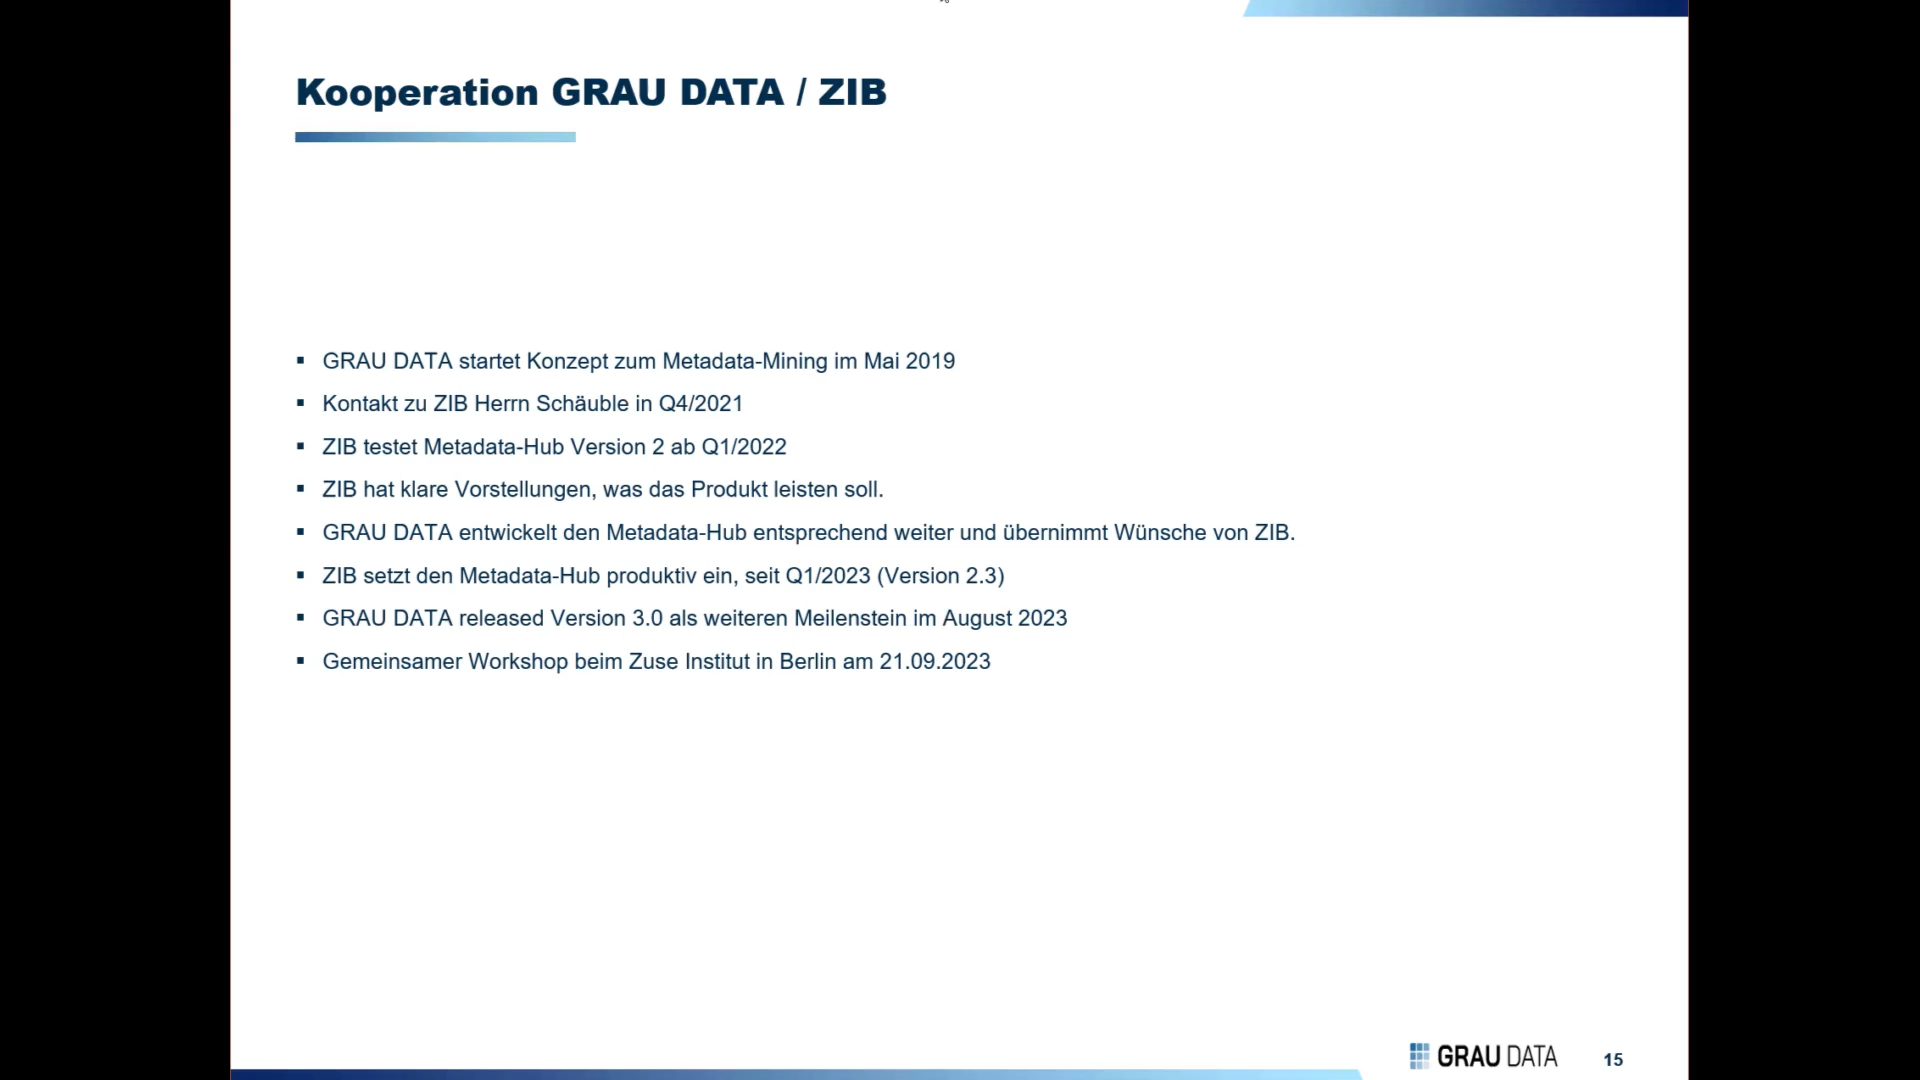 Kooperation GRAU DATA / ZIB
▪ GRAU DATA startet Konzept zum Metadata-Mining im Mai 2019
▪ Kontakt zu ZIB Herrn Schäuble in Q4/2021
▪ ZIB testet Metadata-Hub Version 2 ab Q1/2022
▪ ZIB hat klare Vorstellungen, was das Produkt leisten soll.
▪ GRAU DATA entwickelt den Metadata-Hub entsprechend weiter und übernimmt Wünsche von ZIB.
▪ ZIB setzt den Metadata-Hub produktiv ein, seit Q1/2023 (Version 2.3)
▪ GRAU DATA released Version 3.0 als weiteren Meilenstein im August 2023
▪ Gemeinsamer Workshop beim Zuse Institut in Berlin am 21.09.2023
GRAU DATA
15